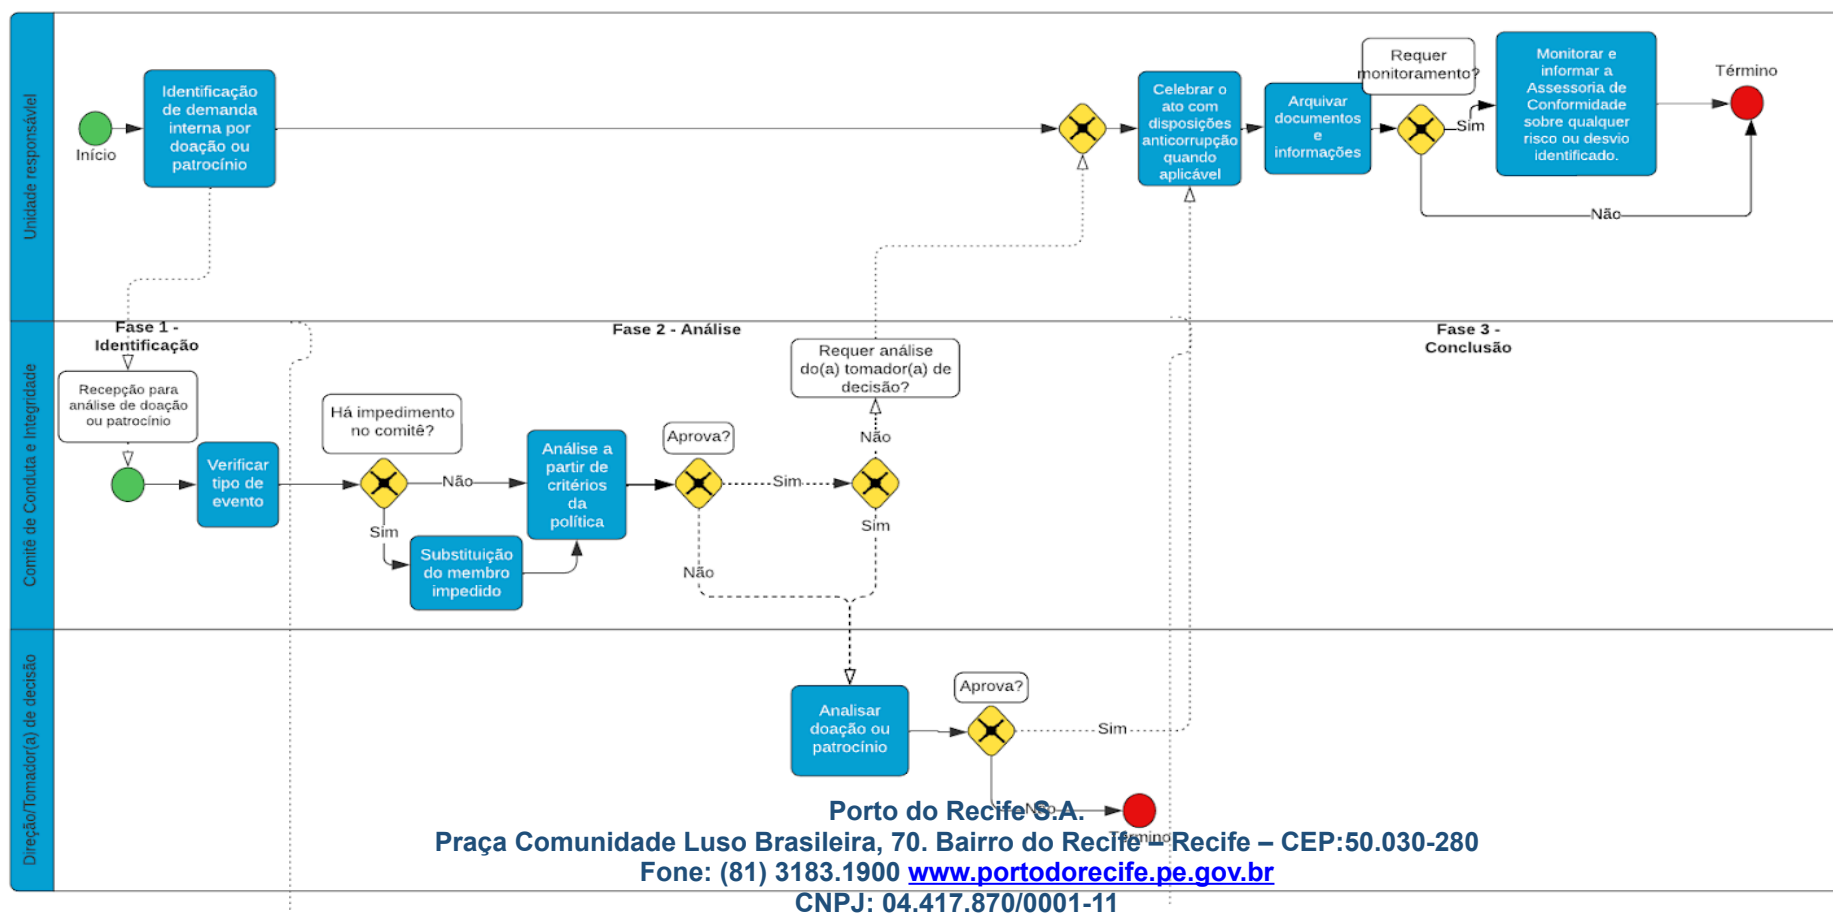 Unidade responsávlel
Início
Identificação
de demanda
interna por
doação ou
patrocínio
Celebrar o
ato com
disposições
anticorrupção
quando
aplicável
Arquivar
documentos
e
informações
Requer
monitoramento?
Sim
Não
Monitorar e
informar a
Assessoria de
Conformidade
sobre qualquer
risco ou desvio
identificado.
Término
Comitê de Conduta e Integridade
Fase 1 -
Identificação
Fase 2 - Análise
Fase 3 -
Conclusão
Recepção para
análise de doação
ou patrocínio
Verificar
tipo de
evento
Há impedimento
no comitê?
Não
Sim
Substituição
do membro
impedido
Análise a
partir de
critérios
da
política
Aprova?
Sim
Não
Requer análise
do(a) tomador(a) de
decisão?
Não
Sim
Direção/Tomador(a) de decisão
Analisar
doação ou
patrocínio
Aprova?
Sim
Não
Término
Porto do Recife S.A.
Praça Comunidade Luso Brasileira, 70. Bairro do Recife – Recife – CEP:50.030-280
Fone: (81) 3183.1900 www.portodorecife.pe.gov.br
CNPJ: 04.417.870/0001-11